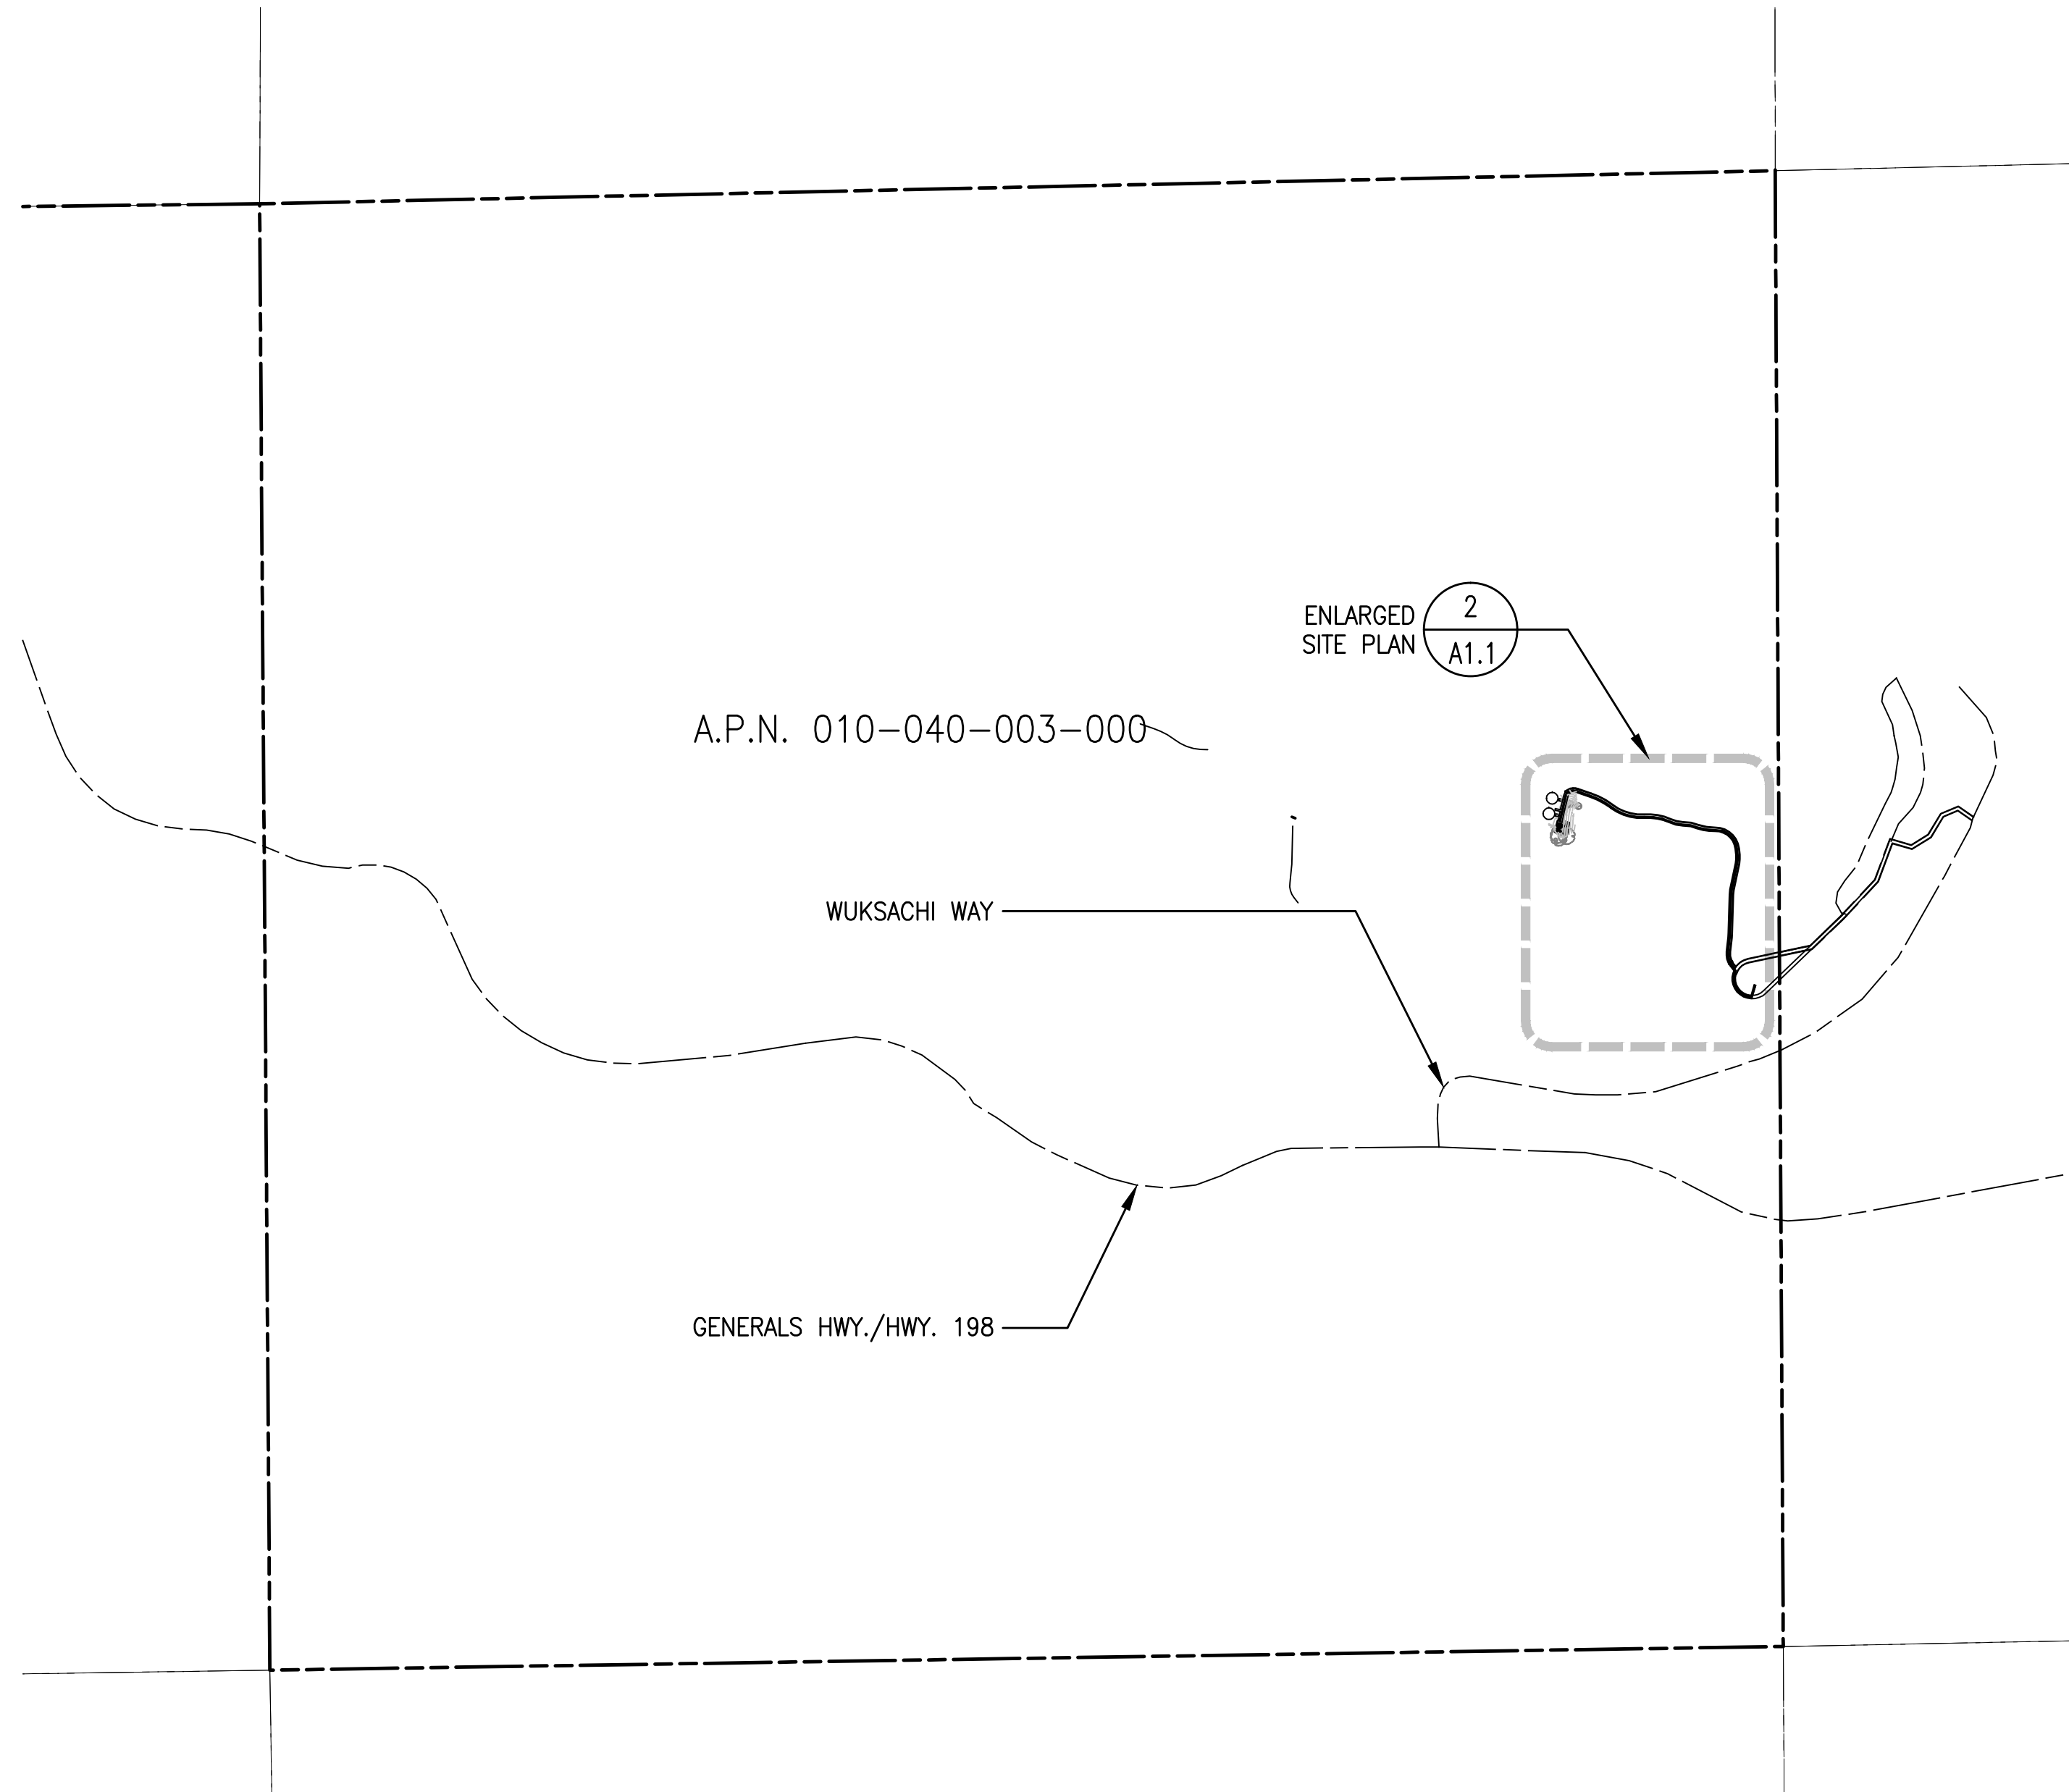 ENLARGED
SITE PLAN
2
A1.1
A.P.N. 010-040-003-000
WUKSACHI WAY
GENERALS HWY./HWY. 198